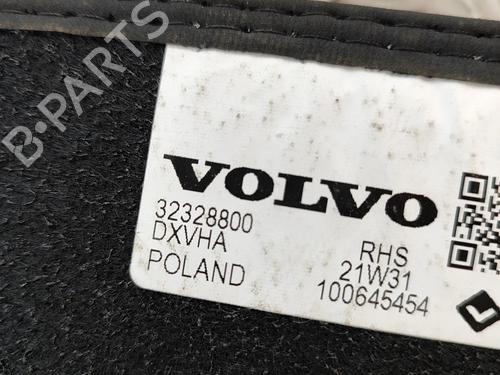 B-PARTS
VOLVO
32328800
DXVHA
POLAND
RHS
21W31
100645454